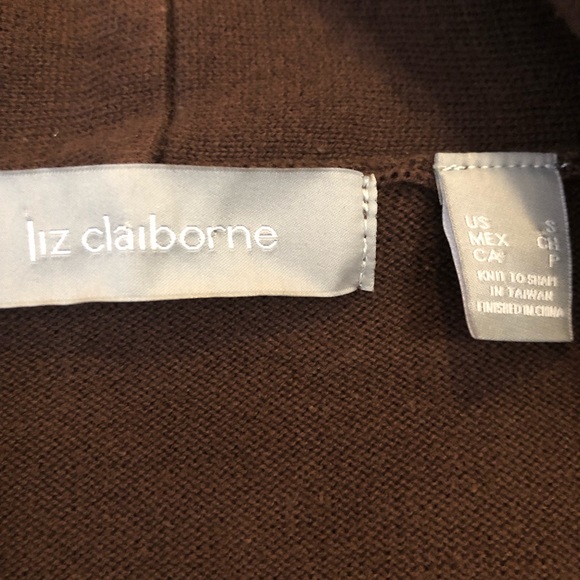 liz claiborne
US S
MEX CH
CA P
KNIT TO SHAPE
IN TAIWAN
FINISHED IN CHINA